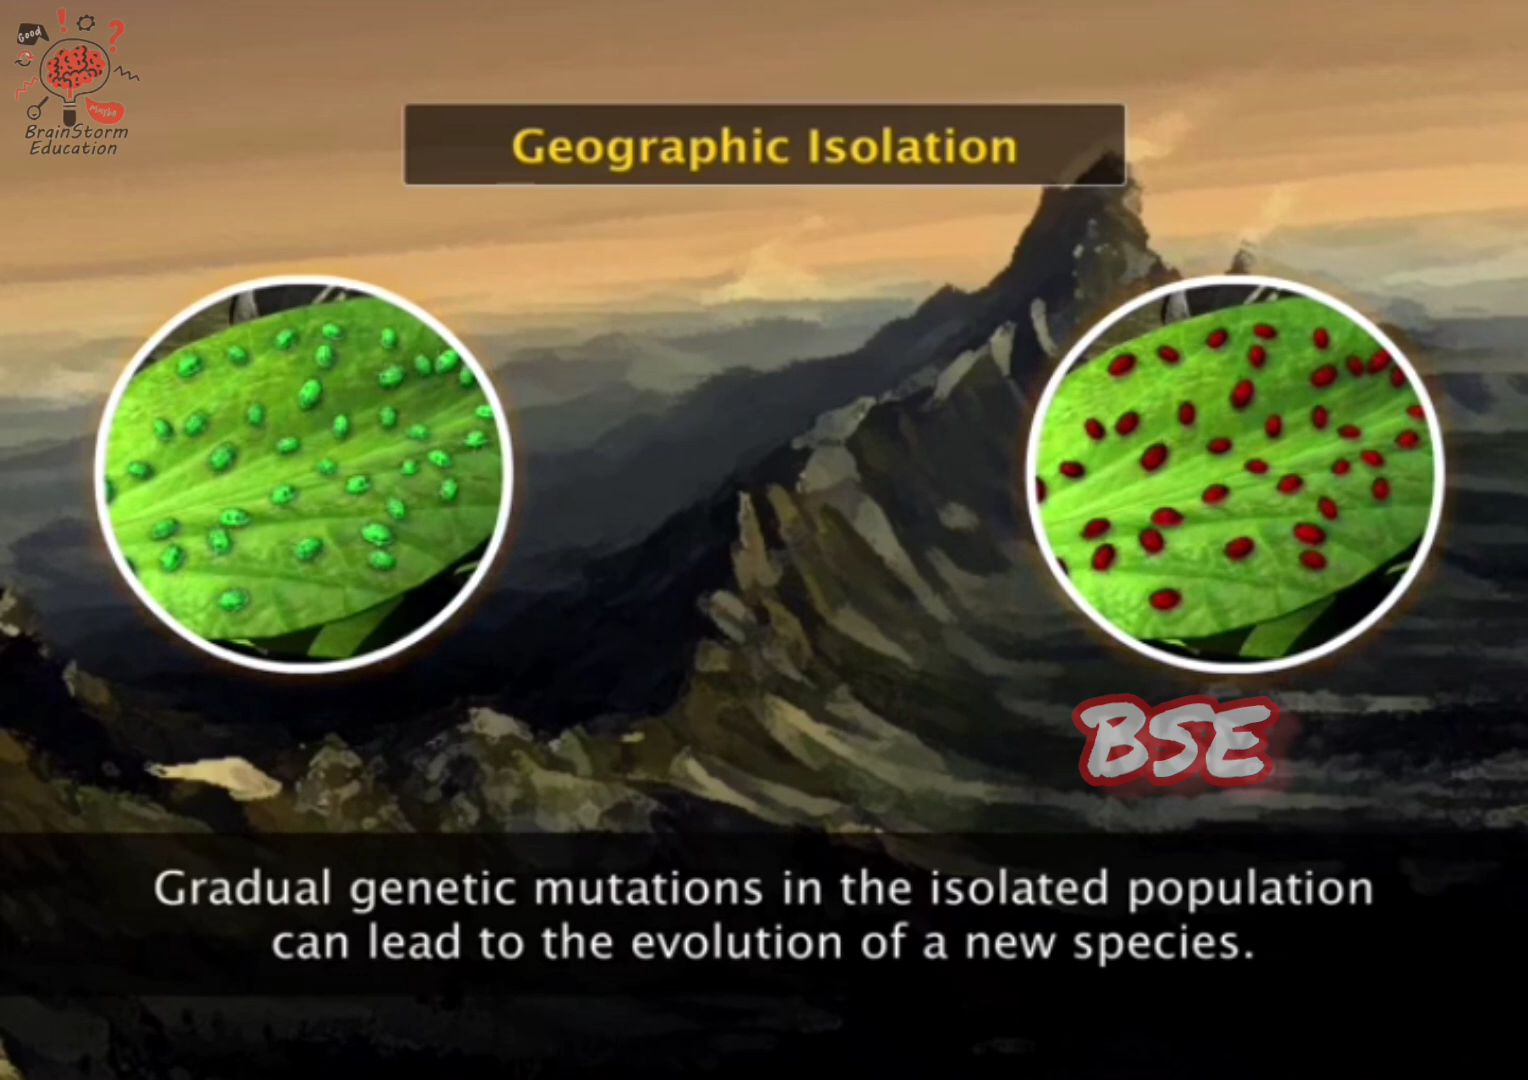 Good
! ?
Maybe
BrainStorm
Education
Geographic Isolation
BSE
Gradual genetic mutations in the isolated population
can lead to the evolution of a new species.